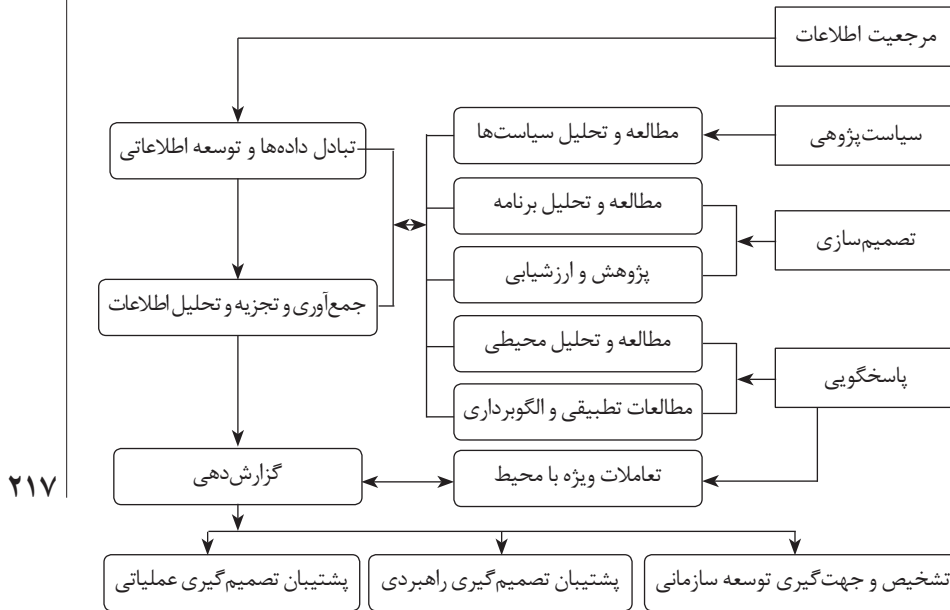 مرجعیت اطلاعات
سیاست‌پژوهی
مطالعه و تحلیل سیاست‌ها
تبادل داده‌ها و توسعه اطلاعاتی
مطالعه و تحلیل برنامه
تصمیم‌سازی
پژوهش و ارزشیابی
جمع‌آوری و تجزیه و تحلیل اطلاعات
مطالعه و تحلیل محیطی
پاسخگویی
مطالعات تطبیقی و الگوبرداری
تعاملات ویژه با محیط
گزارش‌دهی
۲۱۷
تشخیص و جهت‌گیری توسعه سازمانی
پشتیبان تصمیم‌گیری راهبردی
پشتیبان تصمیم‌گیری عملیاتی